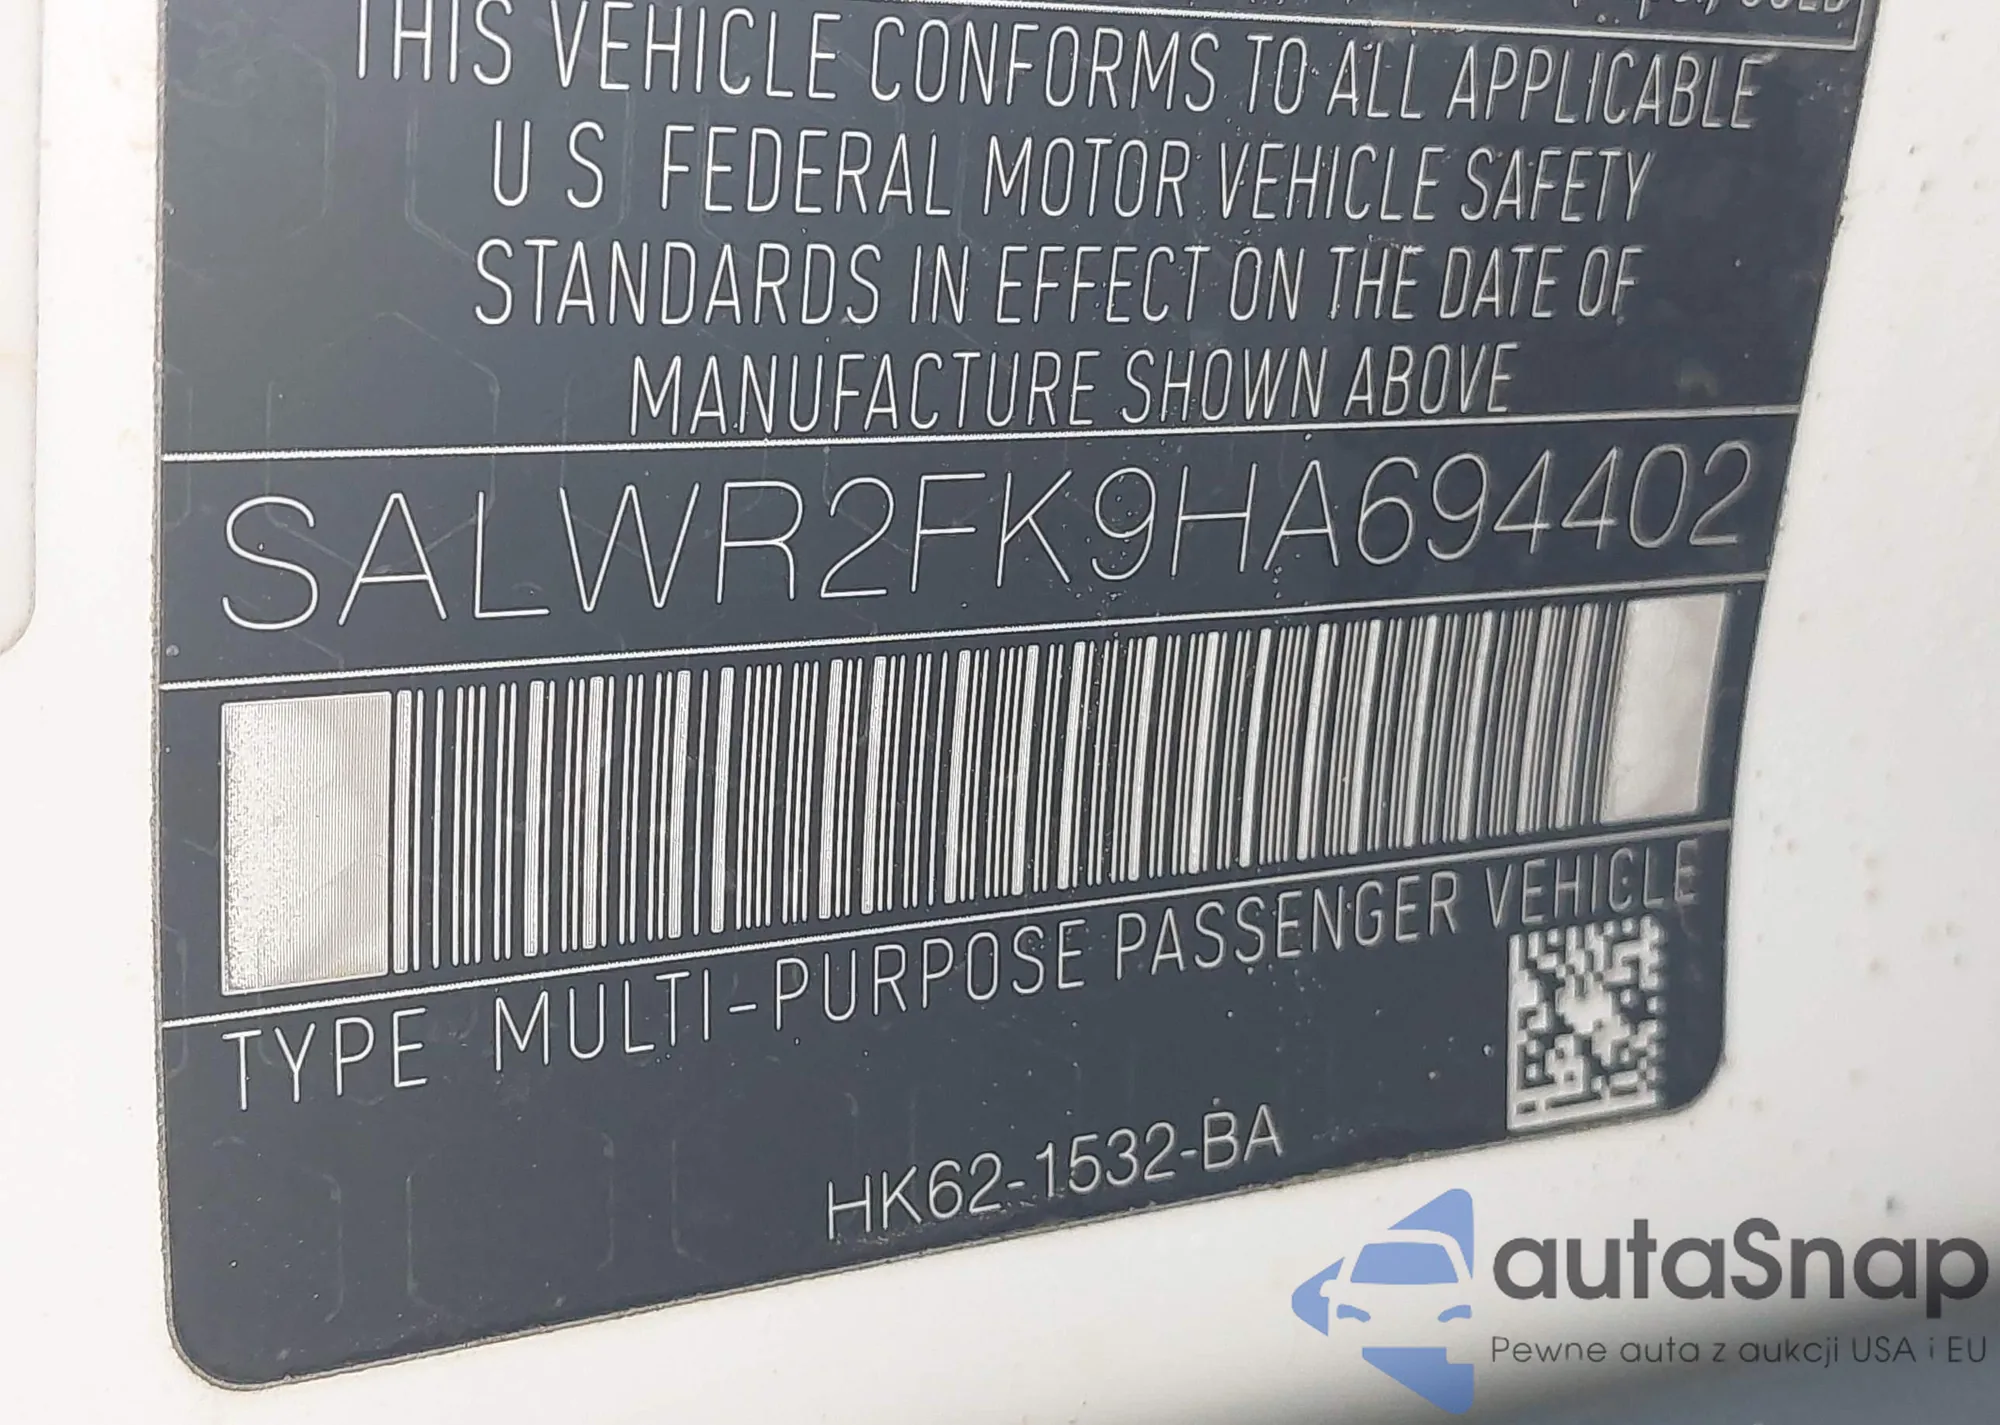 THIS VEHICLE CONFORMS TO ALL APPLICABLE
U S FEDERAL MOTOR VEHICLE SAFETY
STANDARDS IN EFFECT ON THE DATE OF
MANUFACTURE SHOWN ABOVE
SALWR2FK9HA694402
TYPE MULTI-PURPOSE PASSENGER VEHICLE
HK62-1532-BA
autaSnap
Pewne auta z aukcji USA i EU